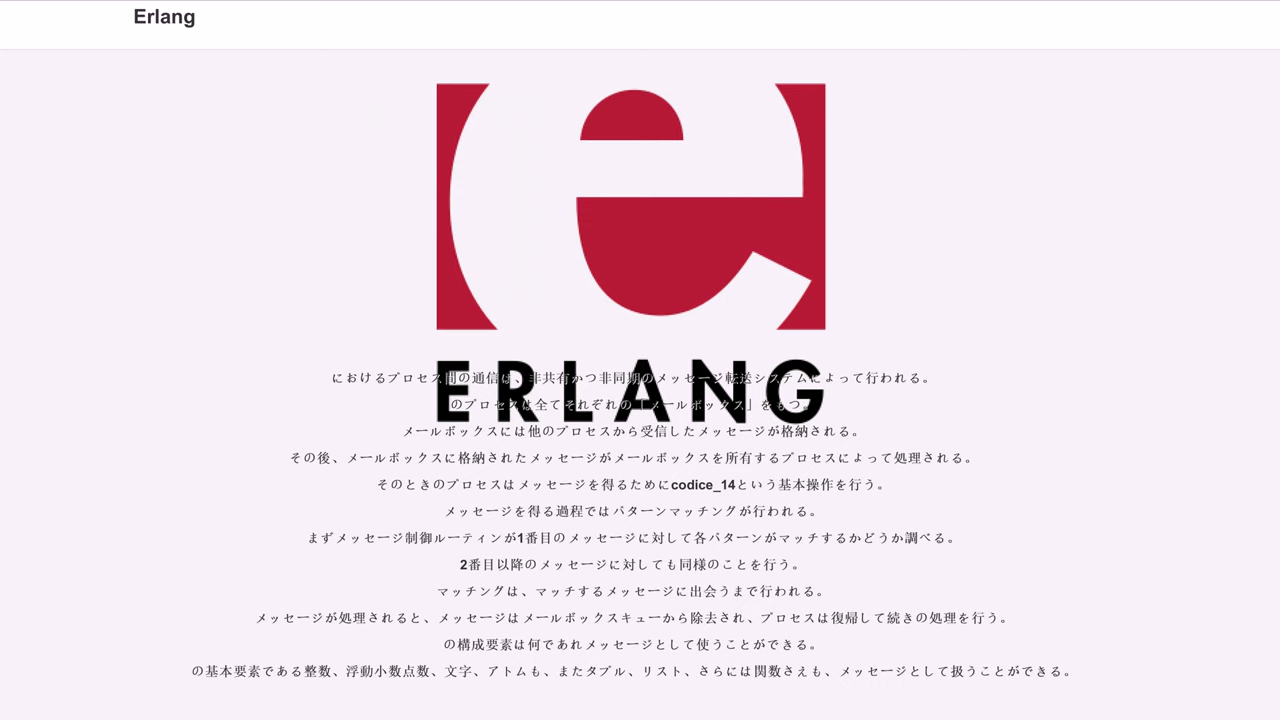 Erlang
ERLANG
におけるプロセス間の通信は、非共有かつ非同期のメッセージ転送システムによって行われる。
のプロセスは全てそれぞれの「メールボックス」をもつ。
メールボックスには他のプロセスから受信したメッセージが格納される。
その後、メールボックスに格納されたメッセージがメールボックスを所有するプロセスによって処理される。
そのときのプロセスはメッセージを得るためにcodice_14という基本操作を行う。
メッセージを得る過程ではパターンマッチングが行われる。
まずメッセージ制御ルーティンが1番目のメッセージに対して各パターンがマッチするかどうか調べる。
2番目以降のメッセージに対しても同様のことを行う。
マッチングは、マッチするメッセージに出会うまで行われる。
メッセージが処理されると、メッセージはメールボックスキューから除去され、プロセスは復帰して続きの処理を行う。
の構成要素は何であれメッセージとして使うことができる。
の基本要素である整数、浮動小数点数、文字、アトムも、またタプル、リスト、さらには関数さえも、メッセージとして扱うことができる。